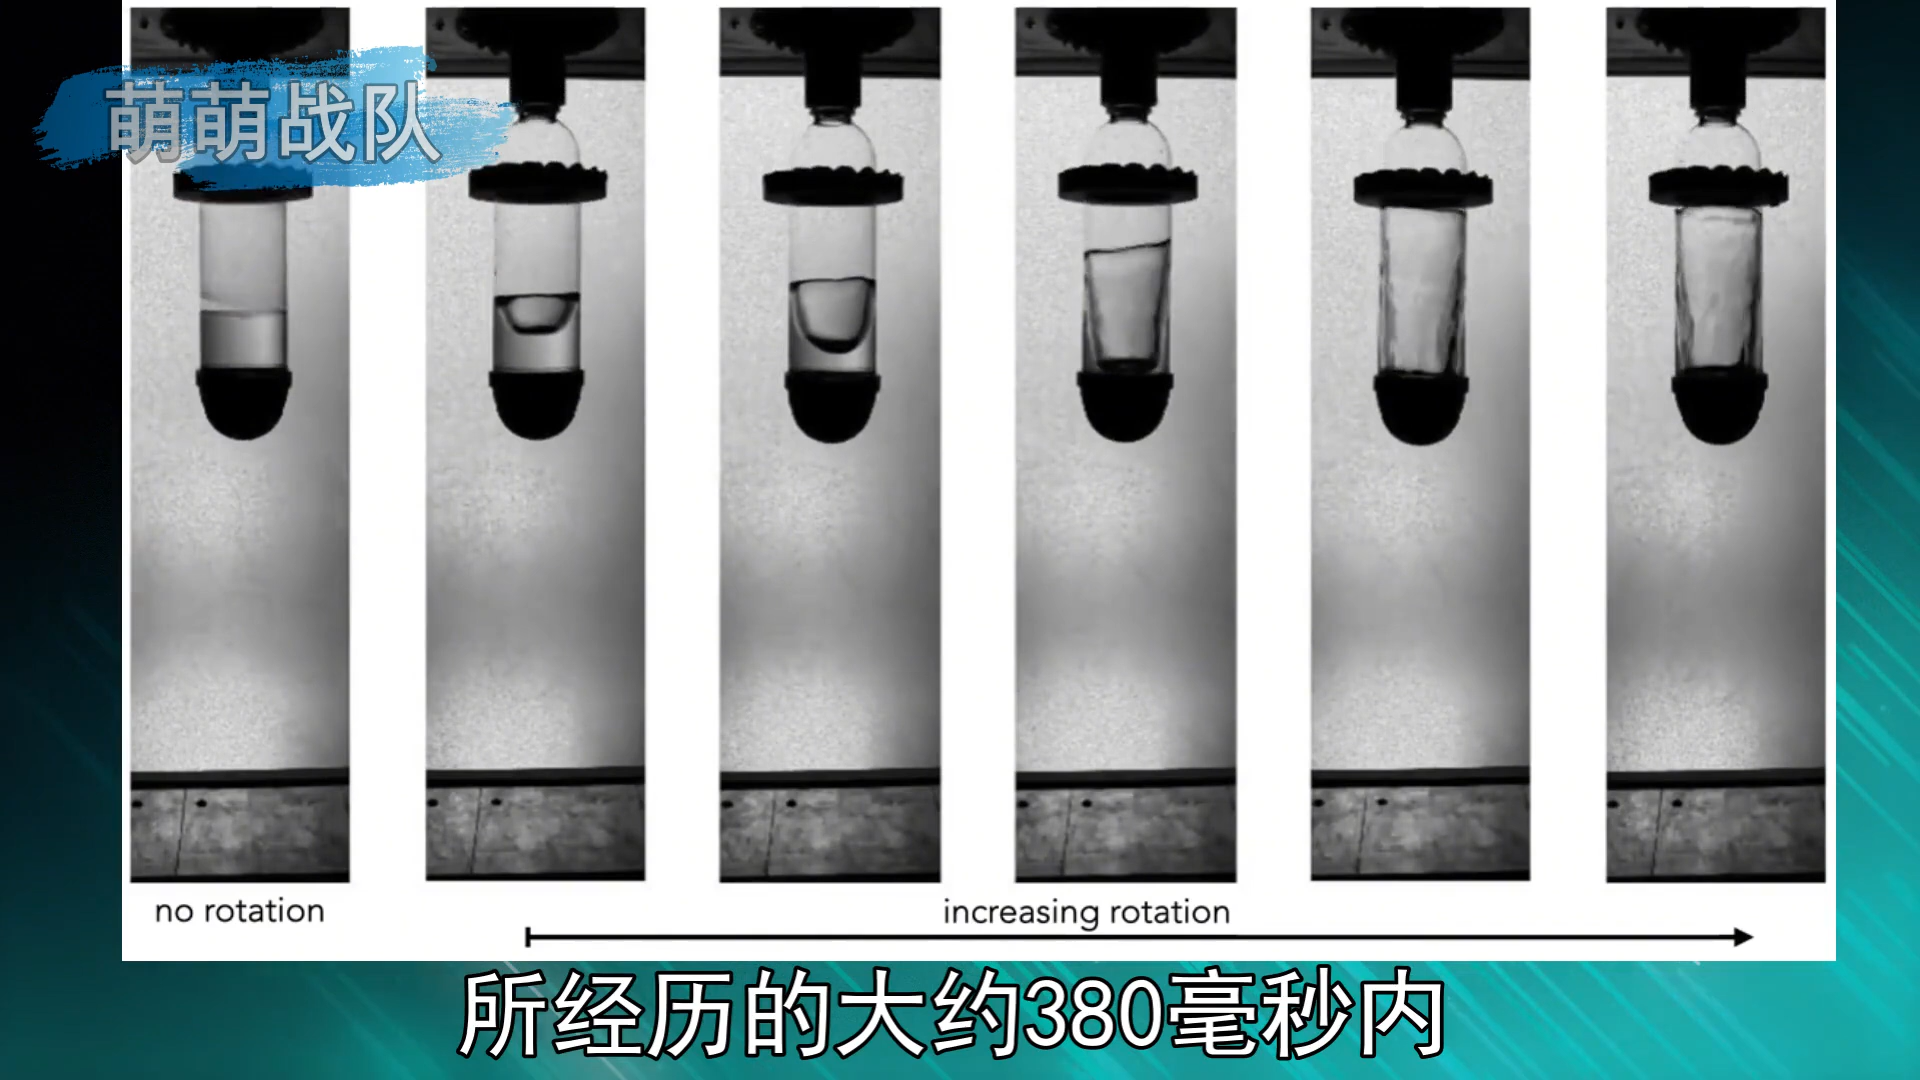 萌萌战队
no rotation
increasing rotation
所经历的大约380毫秒内